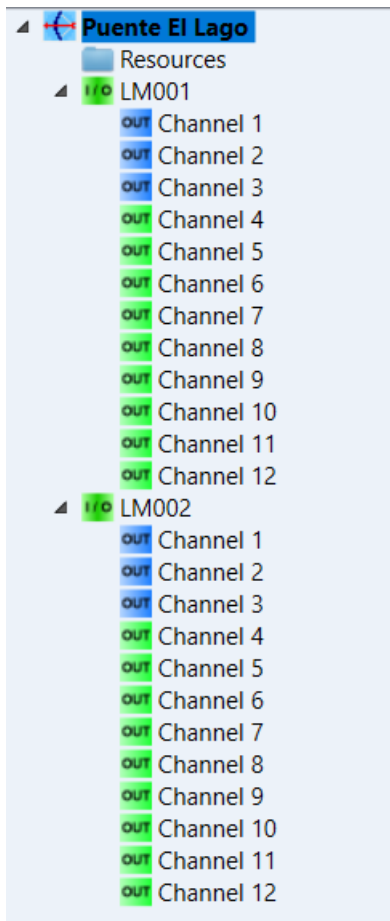 Puente El Lago
Resources
I/O LM001
OUT Channel 1
OUT Channel 2
OUT Channel 3
OUT Channel 4
OUT Channel 5
OUT Channel 6
OUT Channel 7
OUT Channel 8
OUT Channel 9
OUT Channel 10
OUT Channel 11
OUT Channel 12
I/O LM002
OUT Channel 1
OUT Channel 2
OUT Channel 3
OUT Channel 4
OUT Channel 5
OUT Channel 6
OUT Channel 7
OUT Channel 8
OUT Channel 9
OUT Channel 10
OUT Channel 11
OUT Channel 12